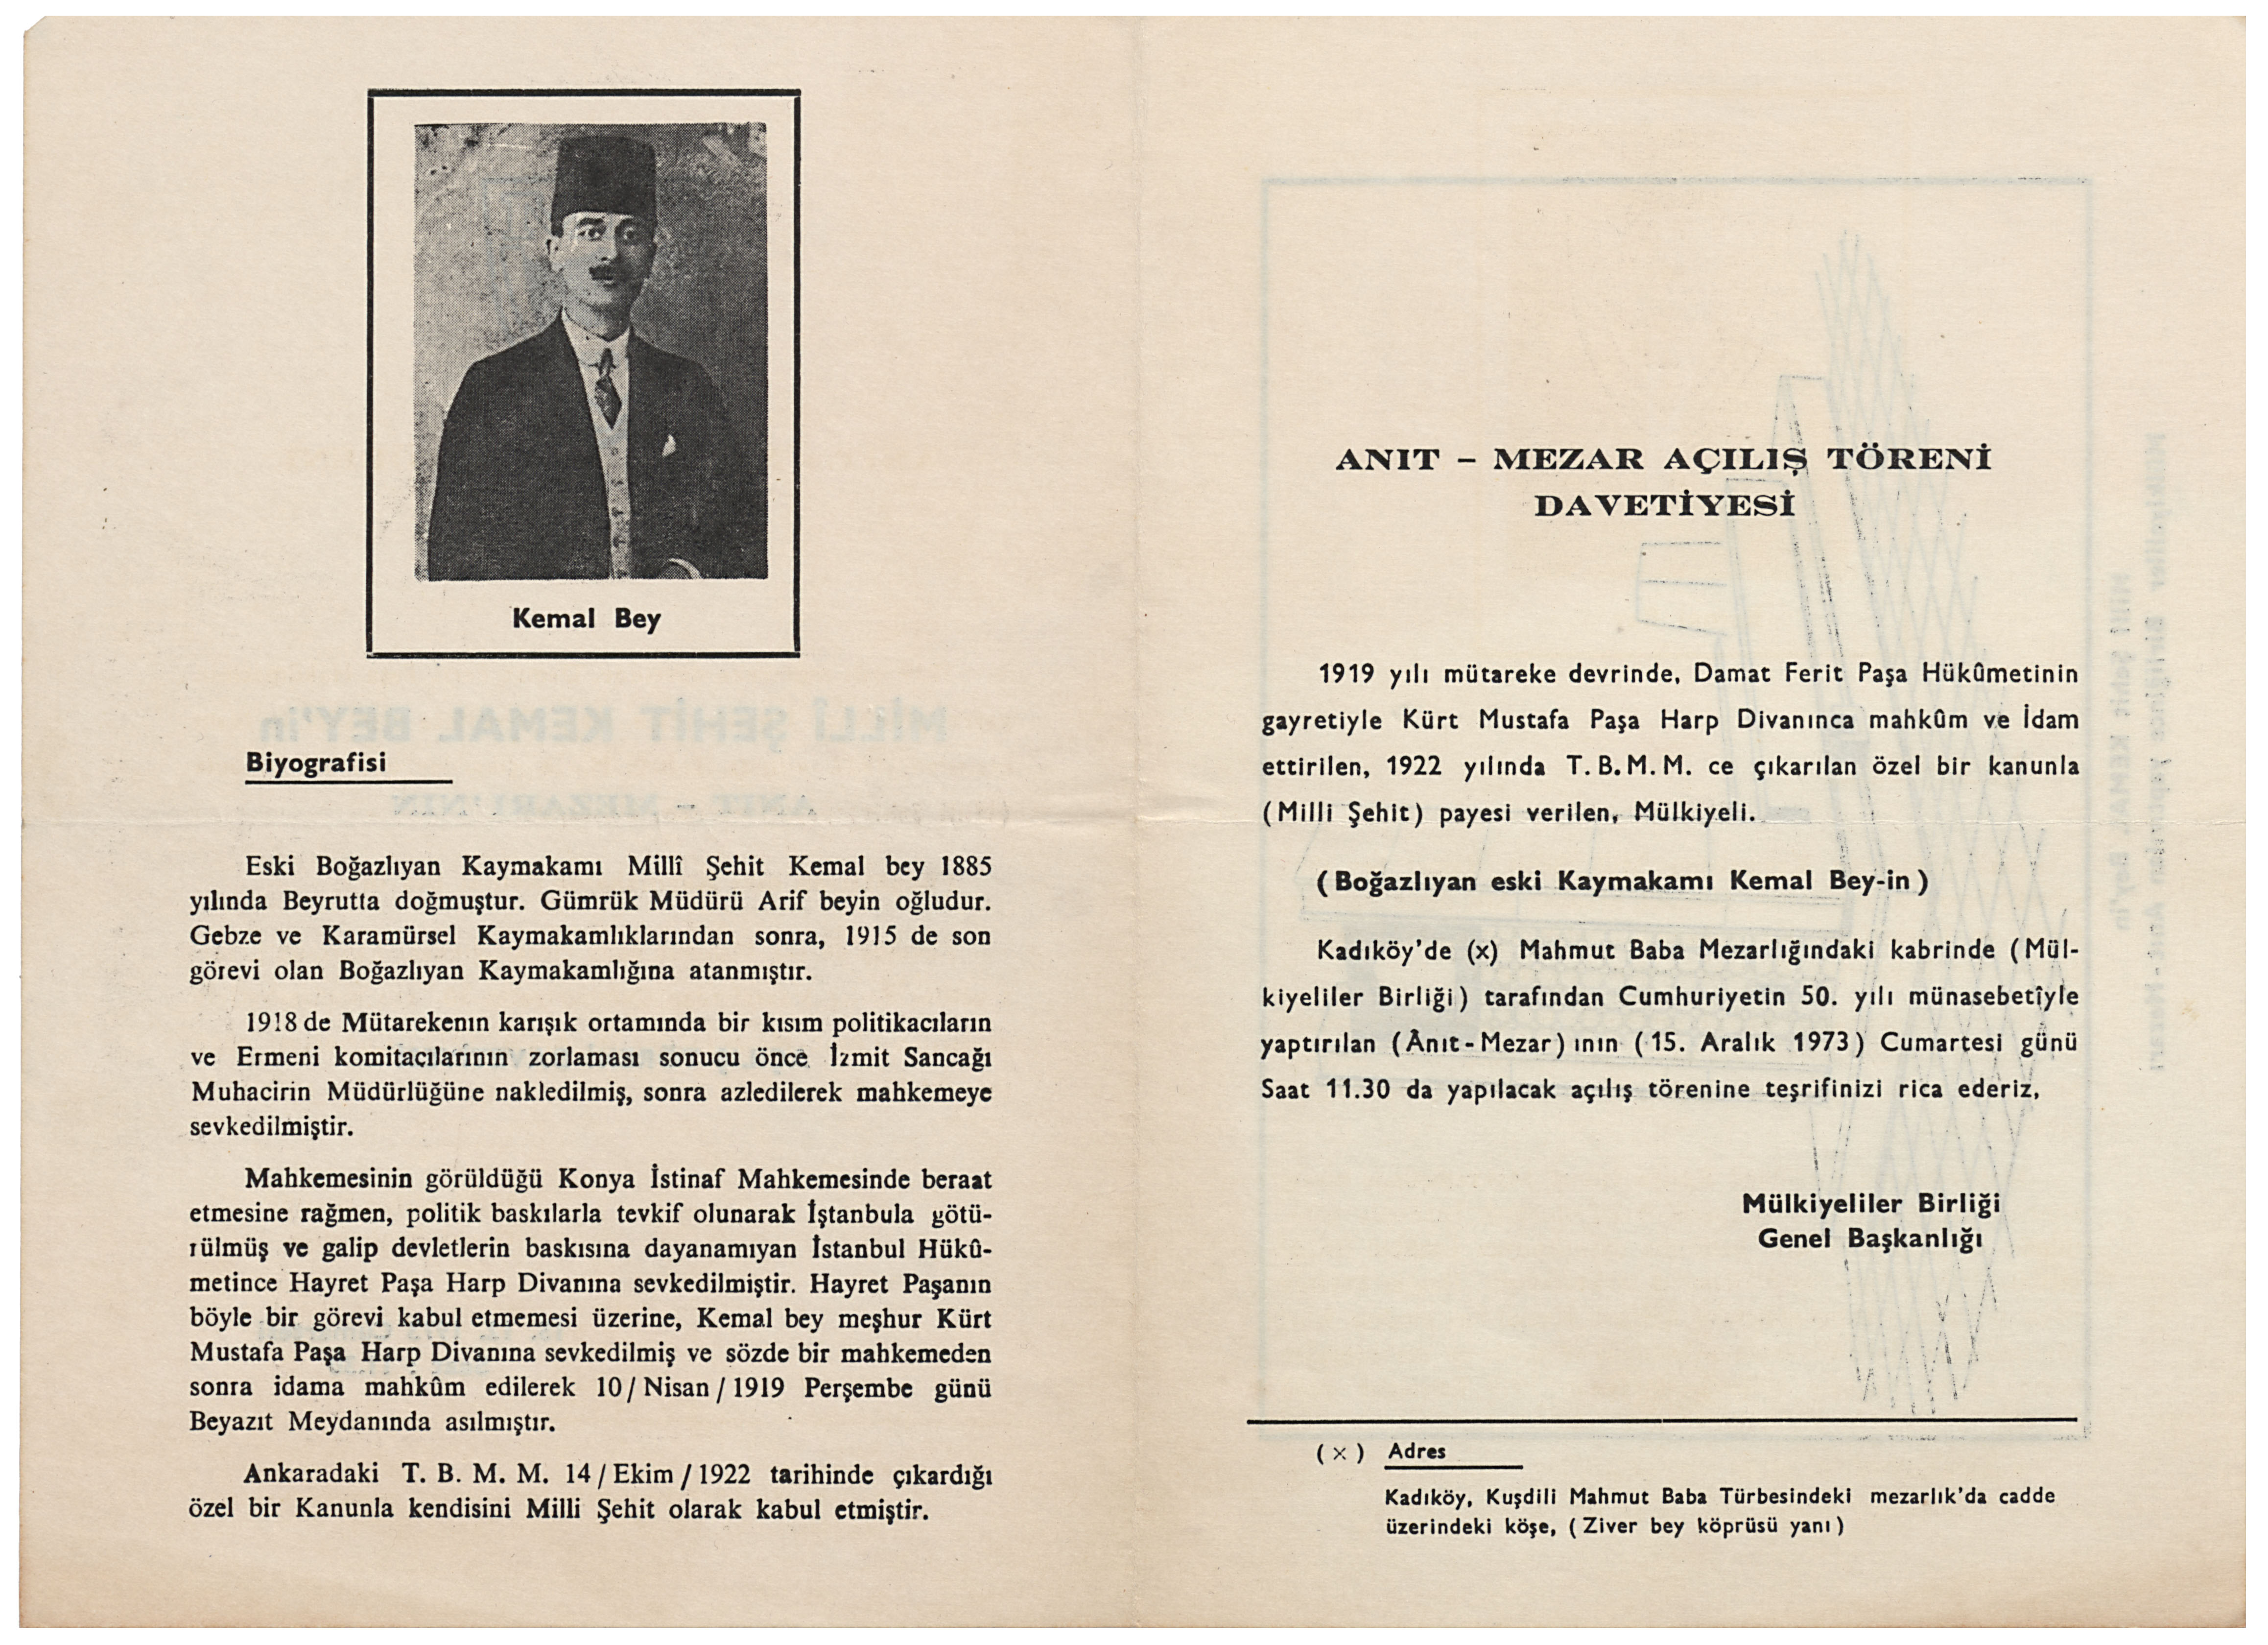 Kemal Bey
Biyografisi
Eski Boğazlıyan Kaymakamı Millî Şehit Kemal bey 1885
yılında Beyrutta doğmuştur. Gümrük Müdürü Arif beyin oğludur.
Gebze ve Karamürsel Kaymakamlıklarından sonra, 1915 de son
görevi olan Boğazlıyan Kaymakamlığına atanmıştır.
1918 de Mütarekenın karışık ortamında bir kısım politikacıların
ve Ermeni komitacılarının zorlaması sonucu önce İzmit Sancağı
Muhacirin Müdürlüğüne nakledilmiş, sonra azledilerek mahkemeye
sevkedilmiştir.
Mahkemesinin görüldüğü Konya İstinaf Mahkemesinde beraat
etmesine rağmen, politik baskılarla tevkif olunarak İştanbula götü-
rülmüş ve galip devletlerin baskısına dayanamıyan İstanbul Hükû-
metince Hayret Paşa Harp Divanına sevkedilmiştir. Hayret Paşanın
böyle bir görevi kabul etmemesi üzerine, Kemal bey meşhur Kürt
Mustafa Paşa Harp Divanına sevkedilmiş ve sözde bir mahkemeden
sonra idama mahkûm edilerek 10/Nisan/1919 Perşembe günü
Beyazıt Meydanında asılmıştır.
Ankaradaki T. B. M. M. 14/Ekim/1922 tarihinde çıkardığı
özel bir Kanunla kendisini Milli Şehit olarak kabul etmiştir.
ANIT - MEZAR AÇILIŞ TÖRENİ
DAVETİYESİ
1919 yılı mütareke devrinde, Damat Ferit Paşa Hükûmetinin
gayretiyle Kürt Mustafa Paşa Harp Divanınca mahkûm ve İdam
ettirilen, 1922 yılında T. B. M. M. ce çıkarılan özel bir kanunla
(Milli Şehit) payesi verilen, Mülkiyeli.
(Boğazlıyan eski Kaymakamı Kemal Bey-in)
Kadıköy'de (x) Mahmut Baba Mezarlığındaki kabrinde (Mül-
kiyeliler Birliği) tarafından Cumhuriyetin 50. yılı münasebetiyle
yaptırılan (Ânıt-Mezar)ının (15. Aralık 1973) Cumartesi günü
Saat 11.30 da yapılacak açılış törenine teşrifinizi rica ederiz,
Mülkiyeliler Birliği
Genel Başkanlığı
(x) Adres
Kadıköy, Kuşdili Mahmut Baba Türbesindeki mezarlık'da cadde
üzerindeki köşe, (Ziver bey köprüsü yanı)